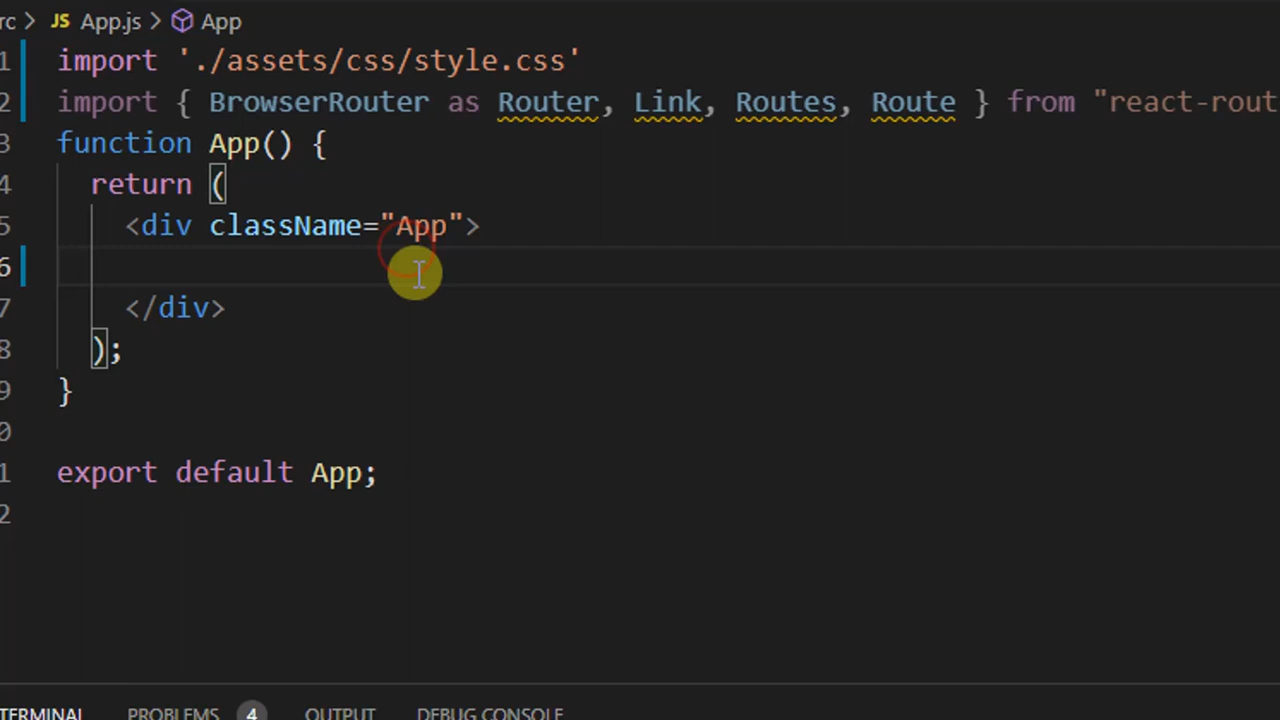 rc > JS App.js > App
1 import './assets/css/style.css'
2 import { BrowserRouter as Router, Link, Routes, Route } from "react-rout
3 function App() {
4 return (
5 <div className="App">
6
7 </div>
8 );
9 }
0
1 export default App;
2
TERMINAL PROBLEMS 4 OUTPUT DEBUG CONSOLE